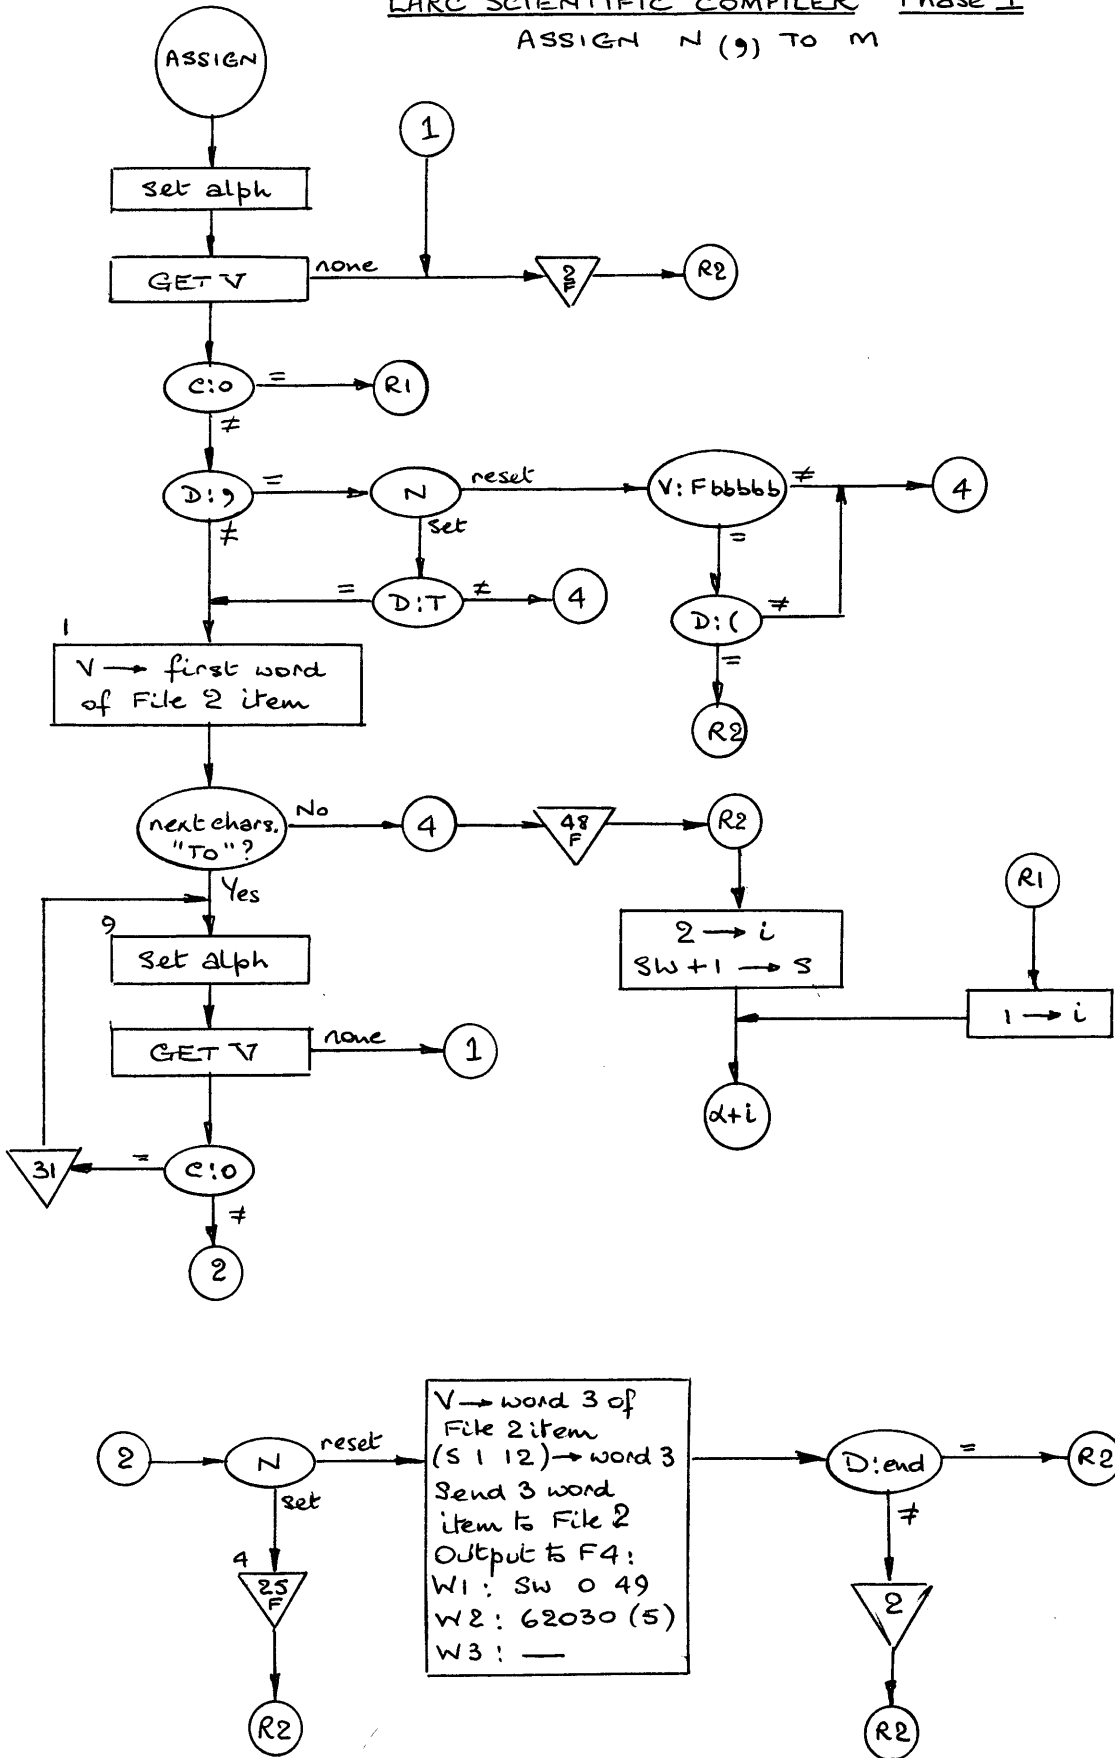 LARC SCIENTIFIC COMPILER Phase I
ASSIGN N (,) TO M
ASSIGN
1
set alph
GET V
none
2
F
R2
C:0
=
R1
≠
D:,
=
N
reset
V:Fbbbbb
≠
4
≠
set
=
=
D:T
≠
4
D:(
≠
1
=
V → first word
of File 2 item
R2
next chars.
"TO"?
No
4
48
F
R2
Yes
R1
9
set alph
2 → i
SW+1 → S
1 → i
GET V
none
1
α+i
31
=
C:0
≠
2
2
N
reset
V → word 3 of
File 2 item
(S 1 12) → word 3
Send 3 word
item to File 2
Output to F4:
W1: SW 0 49
W2: 62030 (5)
W3: —
D:end
=
R2
set
≠
4
25
F
2
R2
R2